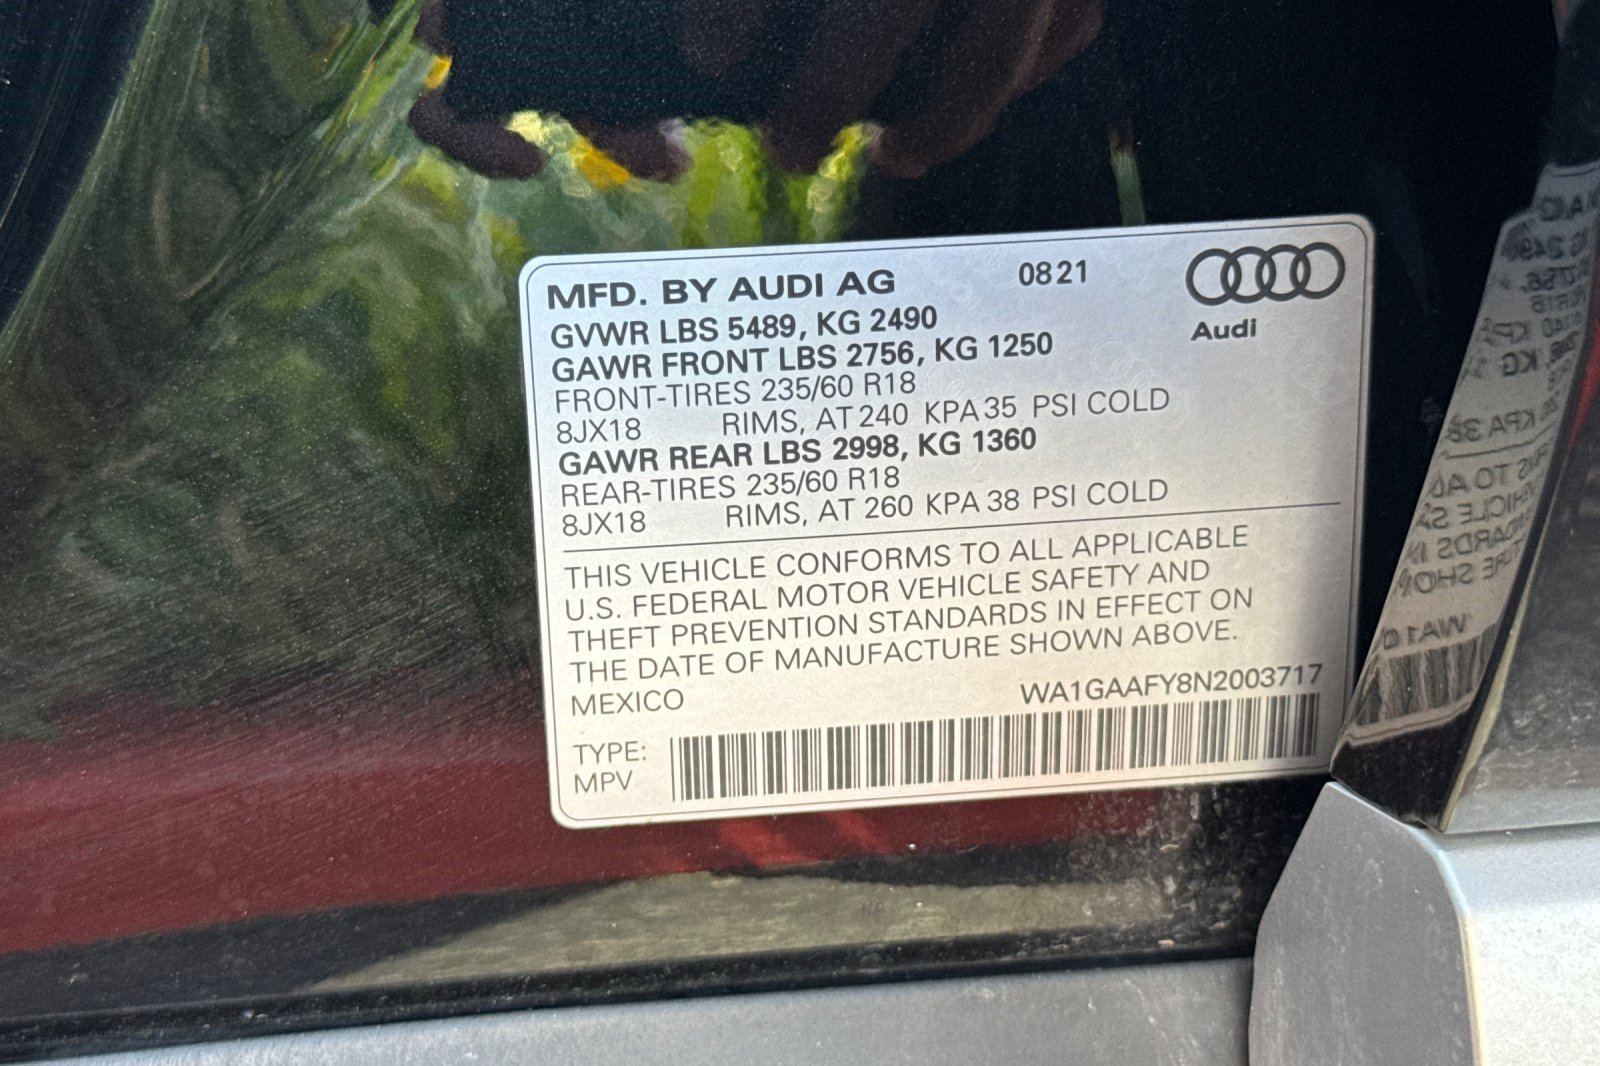 MFD. BY AUDI AG 0821
Audi
GVWR LBS 5489, KG 2490
GAWR FRONT LBS 2756, KG 1250
FRONT-TIRES 235/60 R18
8JX18 RIMS, AT 240 KPA 35 PSI COLD
GAWR REAR LBS 2998, KG 1360
REAR-TIRES 235/60 R18
8JX18 RIMS, AT 260 KPA 38 PSI COLD
THIS VEHICLE CONFORMS TO ALL APPLICABLE
U.S. FEDERAL MOTOR VEHICLE SAFETY AND
THEFT PREVENTION STANDARDS IN EFFECT ON
THE DATE OF MANUFACTURE SHOWN ABOVE.
MEXICO WA1GAAFY8N2003717
TYPE:
MPV